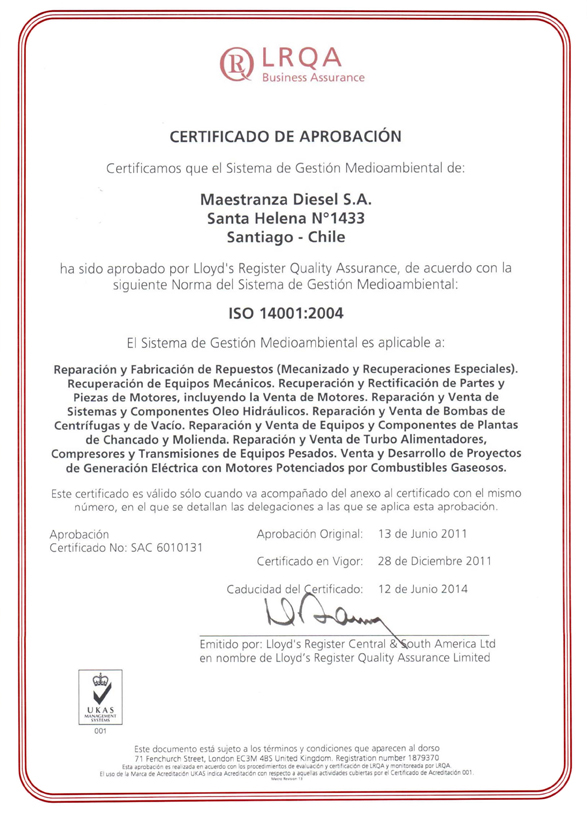 LRQA
Business Assurance
CERTIFICADO DE APROBACIÓN
Certificamos que el Sistema de Gestión Medioambiental de:
Maestranza Diesel S.A.
Santa Helena N°1433
Santiago - Chile
ha sido aprobado por Lloyd's Register Quality Assurance, de acuerdo con la
siguiente Norma del Sistema de Gestión Medioambiental:
ISO 14001:2004
El Sistema de Gestión Medioambiental es aplicable a:
Reparación y Fabricación de Repuestos (Mecanizado y Recuperaciones Especiales).
Recuperación de Equipos Mecánicos. Recuperación y Rectificación de Partes y
Piezas de Motores, incluyendo la Venta de Motores. Reparación y Venta de
Sistemas y Componentes Oleo Hidráulicos. Reparación y Venta de Bombas de
Centrífugas y de Vacío. Reparación y Venta de Equipos y Componentes de Plantas
de Chancado y Molienda. Reparación y Venta de Turbo Alimentadores,
Compresores y Transmisiones de Equipos Pesados. Venta y Desarrollo de Proyectos
de Generación Eléctrica con Motores Potenciados por Combustibles Gaseosos.
Este certificado es válido sólo cuando va acompañado del anexo al certificado con el mismo
número, en el que se detallan las delegaciones a las que se aplica esta aprobación.
Aprobación
Certificado No: SAC 6010131
Aprobación Original: 13 de Junio 2011
Certificado en Vigor: 28 de Diciembre 2011
Caducidad del Certificado: 12 de Junio 2014
Emitido por: Lloyd's Register Central & South America Ltd
en nombre de Lloyd's Register Quality Assurance Limited
UKAS
MANAGEMENT
SYSTEMS
001
Este documento está sujeto a los términos y condiciones que aparecen al dorso
71 Fenchurch Street, London EC3M 4BS United Kingdom. Registration number 1879370
Esta aprobación es realizada en acuerdo con los procedimientos de evaluación y certificación de LRQA y monitoreada por LRQA.
El uso de la Marca de Acreditación UKAS indica Acreditación con respecto a aquellas actividades cubiertas por el Certificado de Acreditación 001.